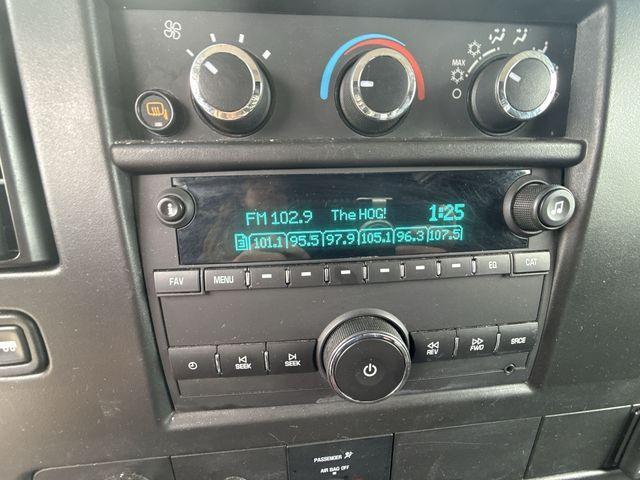 MAX
FM 102.9 The HOG! 1:25
3 101.1 95.5 97.9 105.1 96.3 107.5
FAV MENU EQ CAT
SEEK SEEK REV FWD SRCE
PASSENGER
AIR BAG OFF